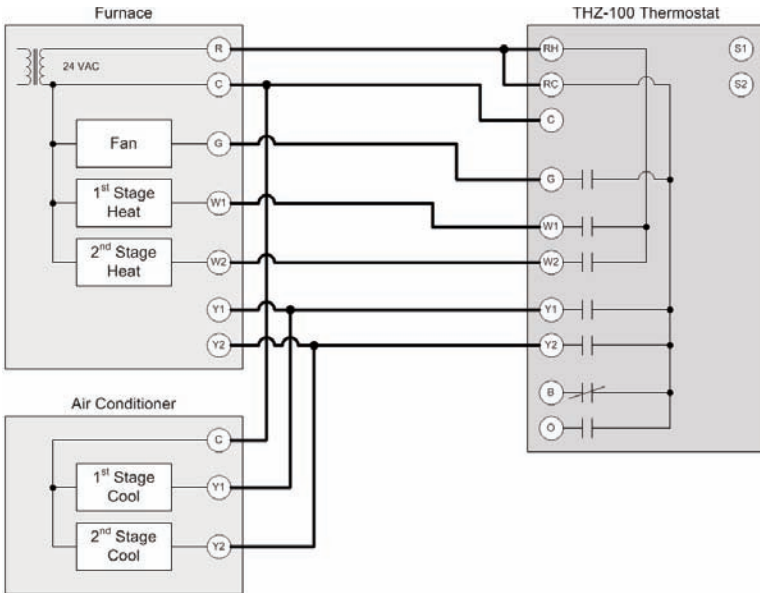 Furnace
THZ-100 Thermostat
24 VAC
R
C
Fan
G
1st Stage
Heat
W1
2nd Stage
Heat
W2
Y1
Y2
RH
S1
RC
S2
C
G
W1
W2
Y1
Y2
B
O
Air Conditioner
C
1st Stage
Cool
Y1
2nd Stage
Cool
Y2